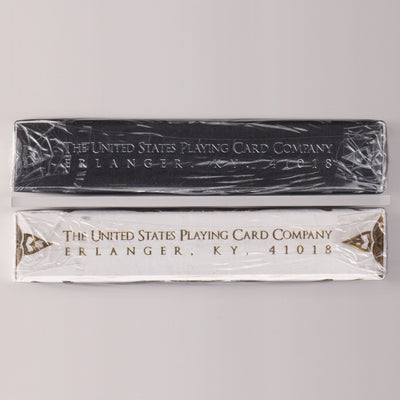 THE UNITED STATES PLAYING CARD COMPANY
ERLANGER, KY, 41018
THE UNITED STATES PLAYING CARD COMPANY
ERLANGER, KY, 41018